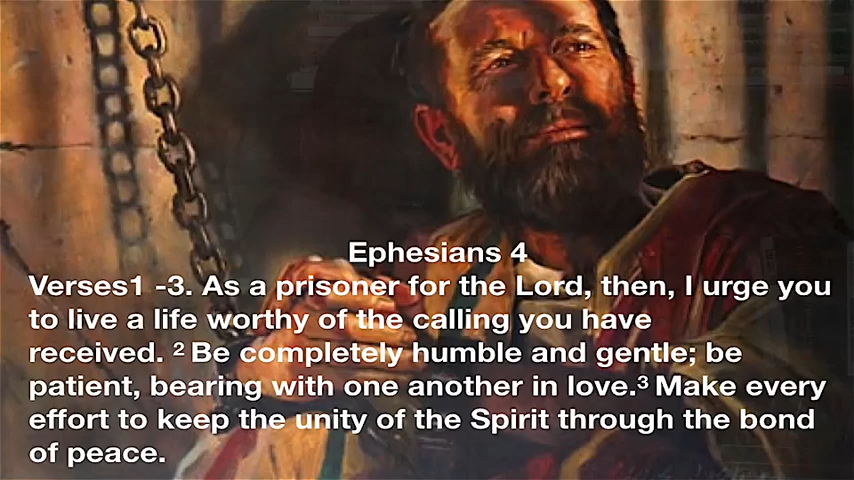 Ephesians 4
Verses1 -3. As a prisoner for the Lord, then, I urge you
to live a life worthy of the calling you have
received. ² Be completely humble and gentle; be
patient, bearing with one another in love.³ Make every
effort to keep the unity of the Spirit through the bond
of peace.